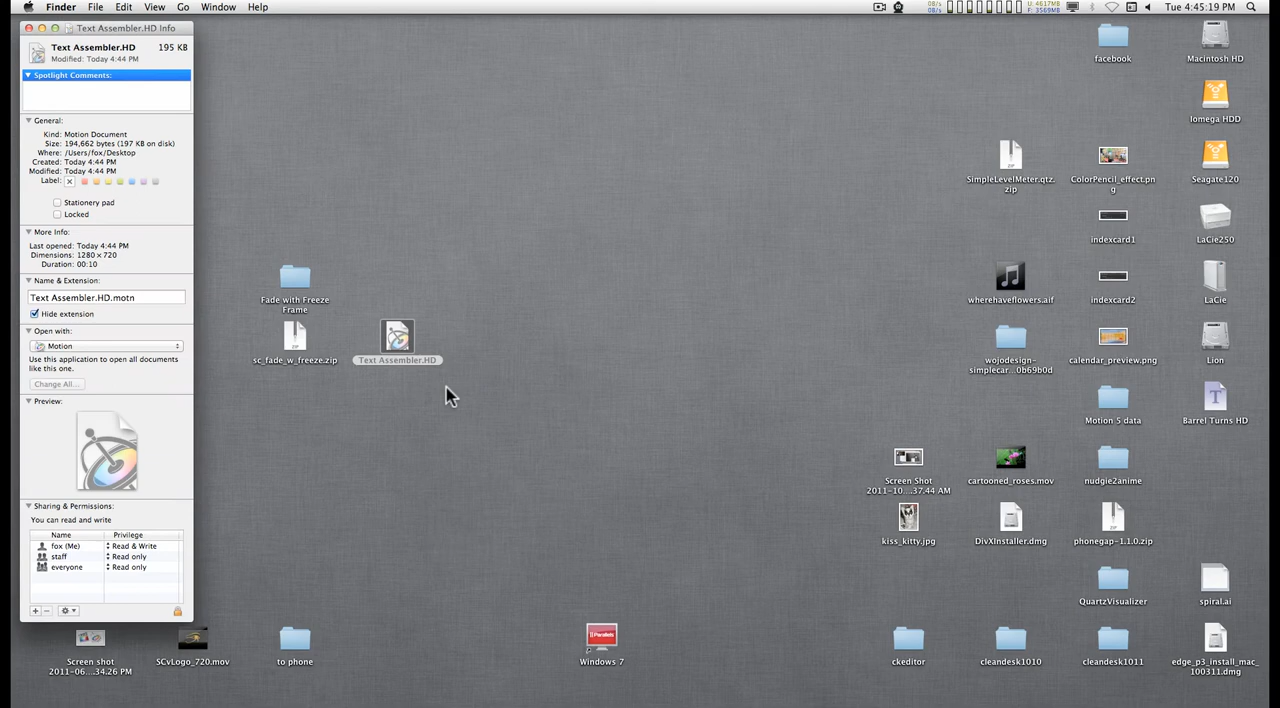 Finder File Edit View Go Window Help
0B/s
0B/s
U: 4617MB
F: 3569MB
Tue 4:45:19 PM
Text Assembler.HD Info
Text Assembler.HD 195 KB
Modified: Today 4:44 PM
Spotlight Comments:
General:
Kind: Motion Document
Size: 194,662 bytes (197 KB on disk)
Where: /Users/fox/Desktop
Created: Today 4:44 PM
Modified: Today 4:44 PM
Label:
Stationery pad
Locked
More Info:
Last opened: Today 4:44 PM
Dimensions: 1280 × 720
Duration: 00:10
Name & Extension:
Text Assembler.HD.motn
Hide extension
Open with:
Motion
Use this application to open all documents
like this one.
Change All...
Preview:
Sharing & Permissions:
You can read and write
Name Privilege
fox (Me) Read & Write
staff Read only
everyone Read only
Fade with Freeze
Frame
sc_fade_w_freeze.zip
ZIP
Text Assembler.HD
facebook
Macintosh HD
Iomega HDD
ZIP
SimpleLevelMeter.qtz.
zip
ColorPencil_effect.pn
g
Seagate120
indexcard1
LaCie250
wherehaveflowers.aif
indexcard2
LaCie
wojodesign-
simplecar...0b69b0d
calendar_preview.png
Lion
Motion 5 data
T
Barrel Turns HD
Screen Shot
2011-10...37.44 AM
cartooned_roses.mov
nudgie2anime
kiss_kitty.jpg
DivXInstaller.dmg
ZIP
phonegap-1.1.0.zip
QuartzVisualizer
spiral.ai
Screen shot
2011-06....34.26 PM
SCvLogo_720.mov
to phone
Parallels
Windows 7
ckeditor
cleandesk1010
cleandesk1011
edge_p3_install_mac_
100311.dmg